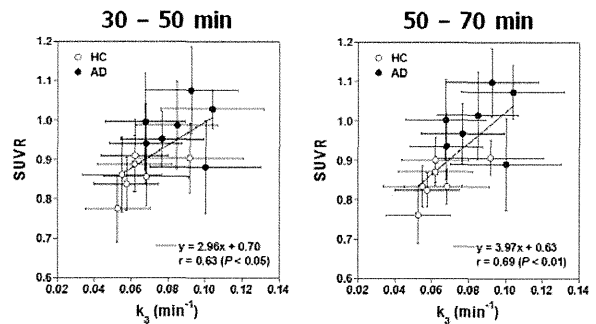 30 – 50 min
50 – 70 min
1.2
1.1
1.0
0.9
0.8
0.7
0.6
SUVR
HC
AD
y = 2.96x + 0.70
r = 0.63 (P < 0.05)
0.02 0.04 0.06 0.08 0.10 0.12 0.14
k3 (min-1)
1.2
1.1
1.0
0.9
0.8
0.7
0.6
SUVR
HC
AD
y = 3.97x + 0.63
r = 0.69 (P < 0.01)
0.02 0.04 0.06 0.08 0.10 0.12 0.14
k3 (min-1)